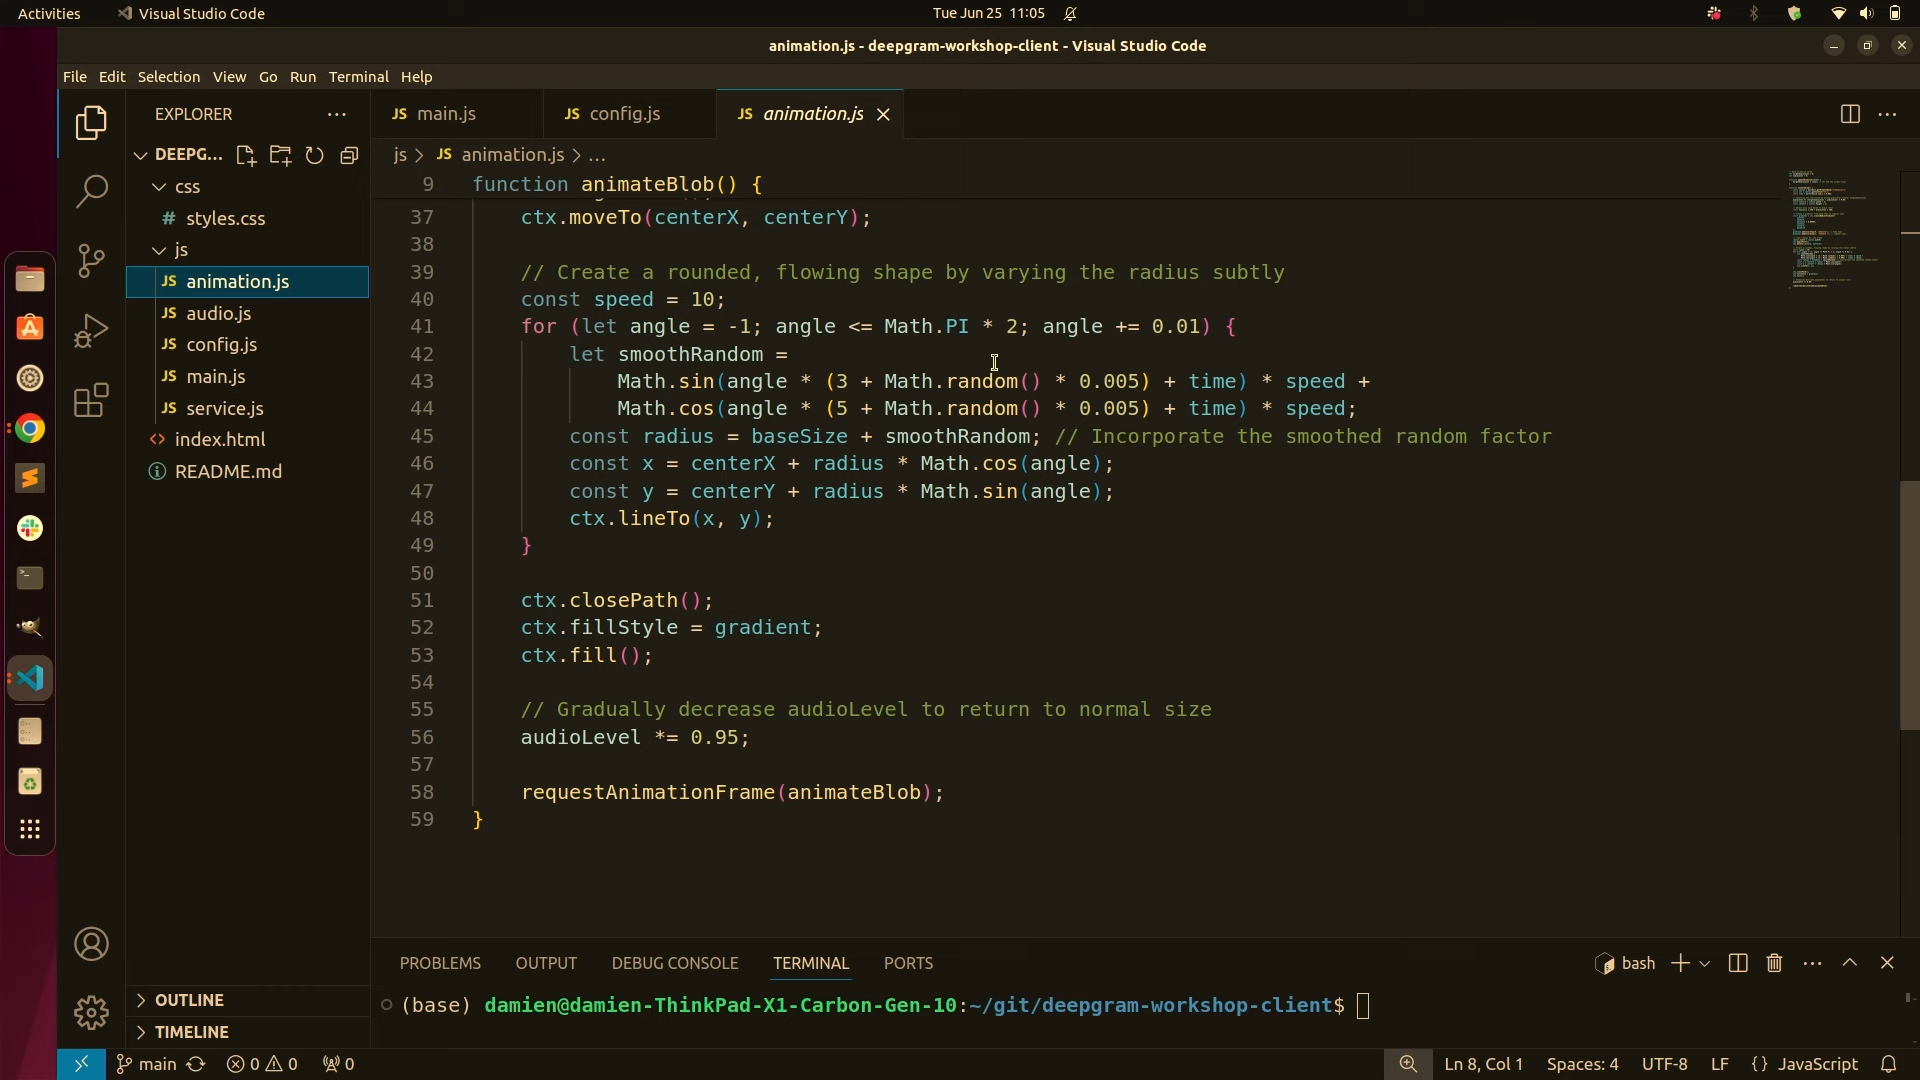 Activities
Visual Studio Code
Tue Jun 25 11:05
animation.js - deepgram-workshop-client - Visual Studio Code
File Edit Selection View Go Run Terminal Help
EXPLORER
DEEPG...
css
# styles.css
js
JS animation.js
JS audio.js
JS config.js
JS main.js
JS service.js
<> index.html
README.md
OUTLINE
TIMELINE
JS main.js
JS config.js
JS animation.js
js > JS animation.js > ...
9 function animateBlob() {
37 ctx.moveTo(centerX, centerY);
38
39 // Create a rounded, flowing shape by varying the radius subtly
40 const speed = 10;
41 for (let angle = -1; angle <= Math.PI * 2; angle += 0.01) {
42 let smoothRandom =
43 Math.sin(angle * (3 + Math.random() * 0.005) + time) * speed +
44 Math.cos(angle * (5 + Math.random() * 0.005) + time) * speed;
45 const radius = baseSize + smoothRandom; // Incorporate the smoothed random factor
46 const x = centerX + radius * Math.cos(angle);
47 const y = centerY + radius * Math.sin(angle);
48 ctx.lineTo(x, y);
49 }
50
51 ctx.closePath();
52 ctx.fillStyle = gradient;
53 ctx.fill();
54
55 // Gradually decrease audioLevel to return to normal size
56 audioLevel *= 0.95;
57
58 requestAnimationFrame(animateBlob);
59 }
PROBLEMS OUTPUT DEBUG CONSOLE TERMINAL PORTS
bash
(base) damien@damien-ThinkPad-X1-Carbon-Gen-10:~/git/deepgram-workshop-client$
main 0 0 0
Ln 8, Col 1 Spaces: 4 UTF-8 LF {} JavaScript